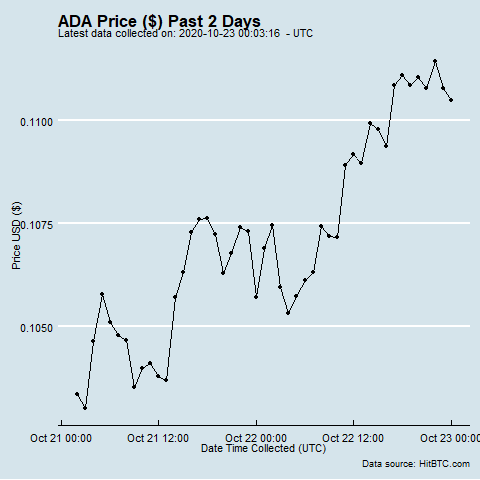 ADA Price ($) Past 2 Days
Latest data collected on: 2020-10-23 00:03:16 - UTC
0.1100
0.1075
0.1050
Price USD ($)
Oct 21 00:00 Oct 21 12:00 Oct 22 00:00 Oct 22 12:00 Oct 23 00:00
Date Time Collected (UTC)
Data source: HitBTC.com